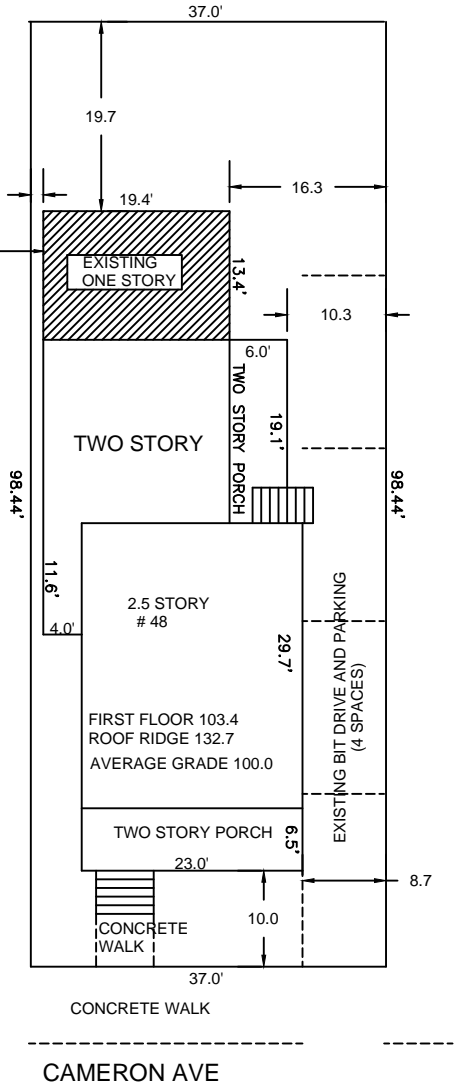 37.0'
19.7
16.3
19.4'
EXISTING
ONE STORY
13.4'
10.3
6.0'
TWO STORY PORCH
19.1'
TWO STORY
98.44'
98.44'
11.6'
4.0'
2.5 STORY
# 48
29.7'
EXISTING BIT DRIVE AND PARKING
(4 SPACES)
FIRST FLOOR 103.4
ROOF RIDGE 132.7
AVERAGE GRADE 100.0
TWO STORY PORCH
6.5'
23.0'
8.7
10.0
CONCRETE
WALK
37.0'
CONCRETE WALK
CAMERON AVE